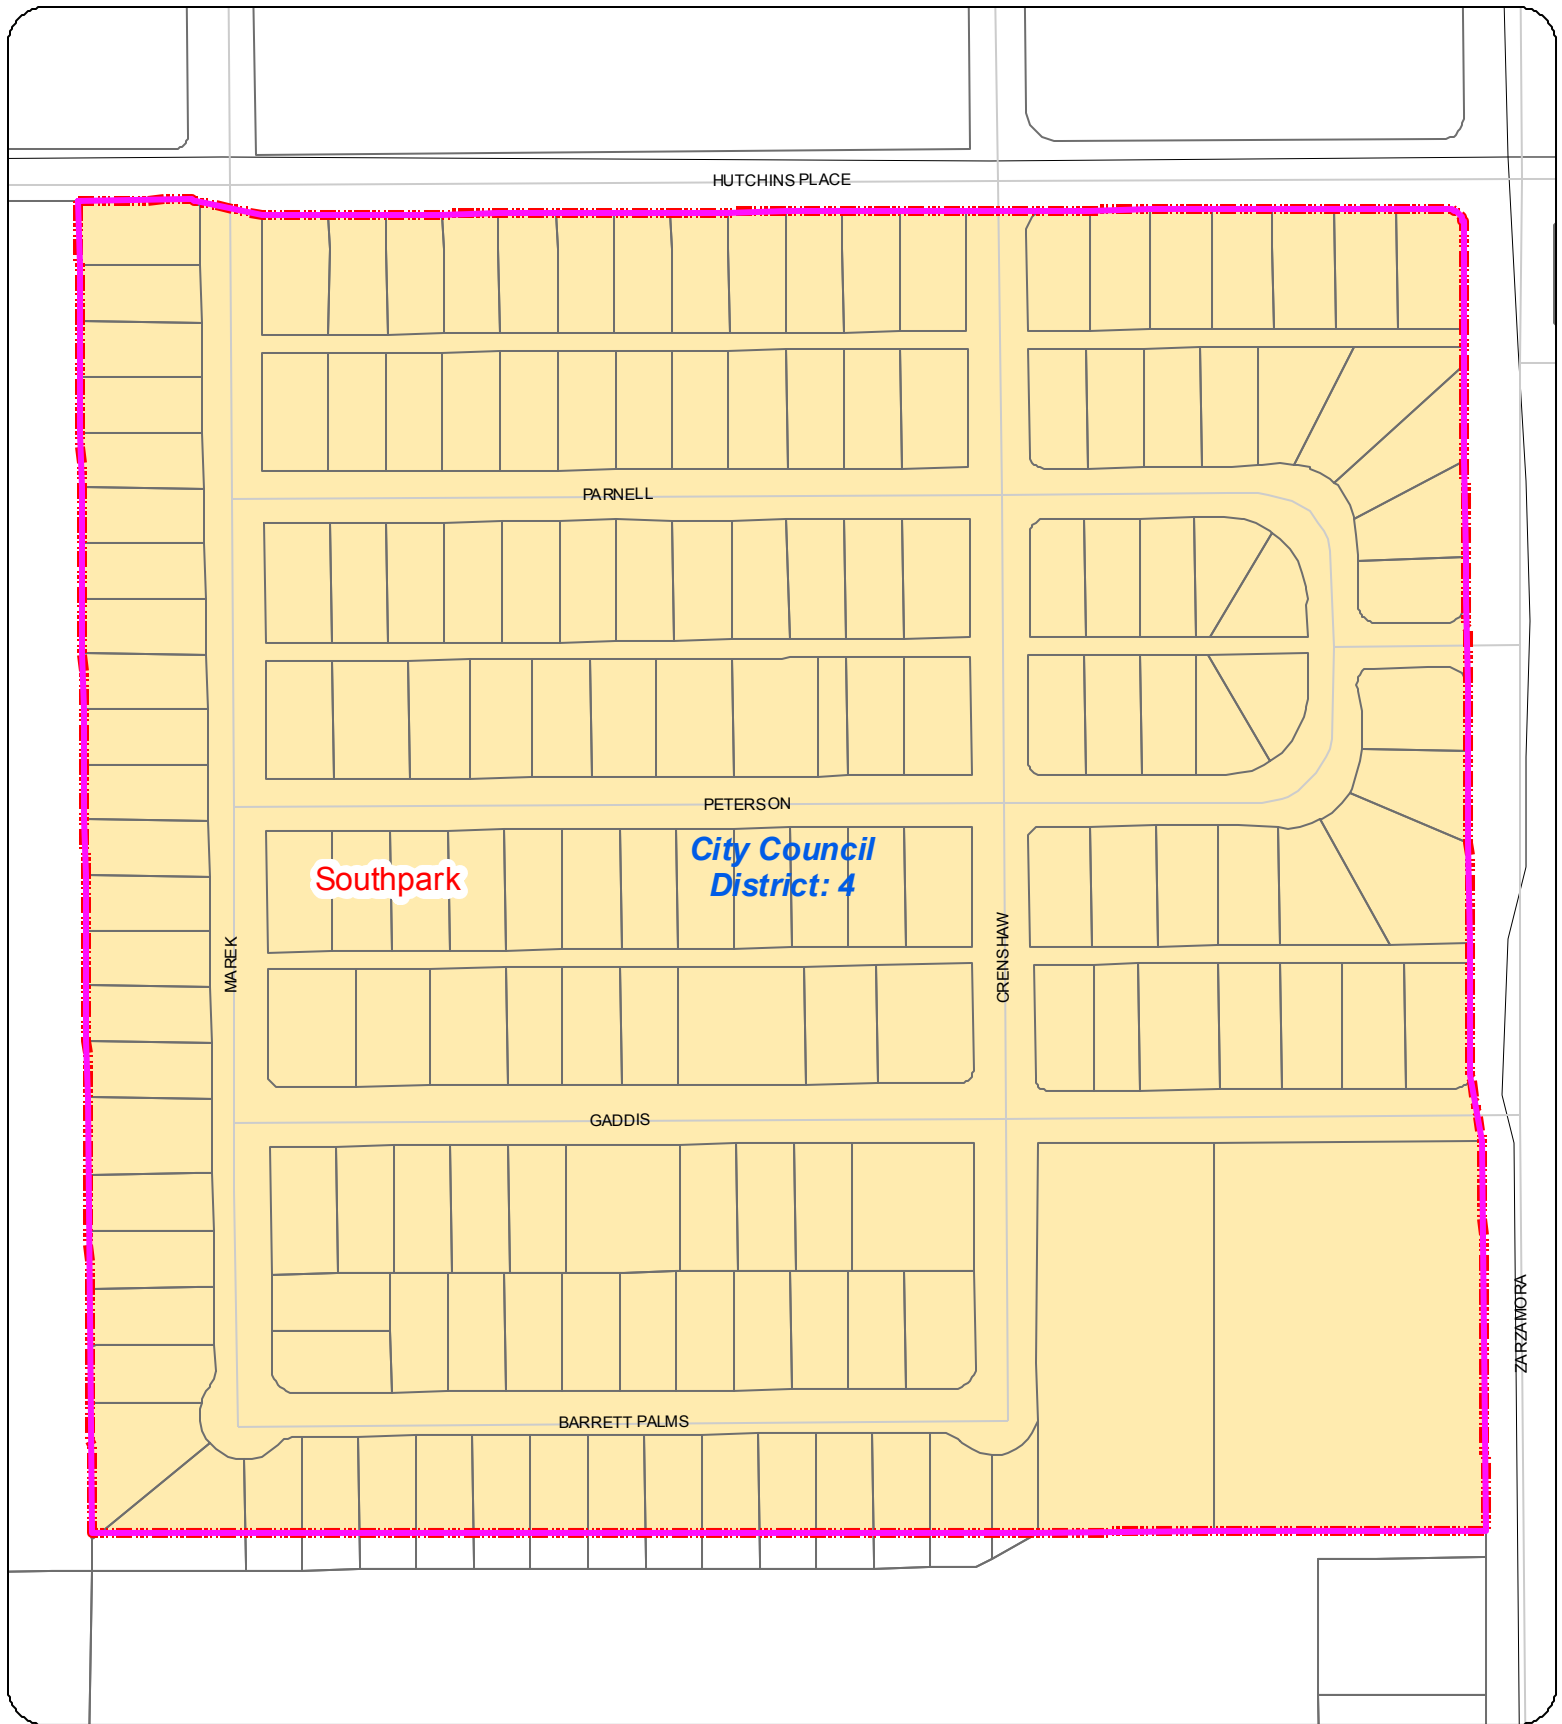 HUTCHINS PLACE
PARNELL
PETERSON
City Council
District: 4
Southpark
MAREK
CRENSHAW
GADDIS
ZARZAMORA
BARRETT PALMS